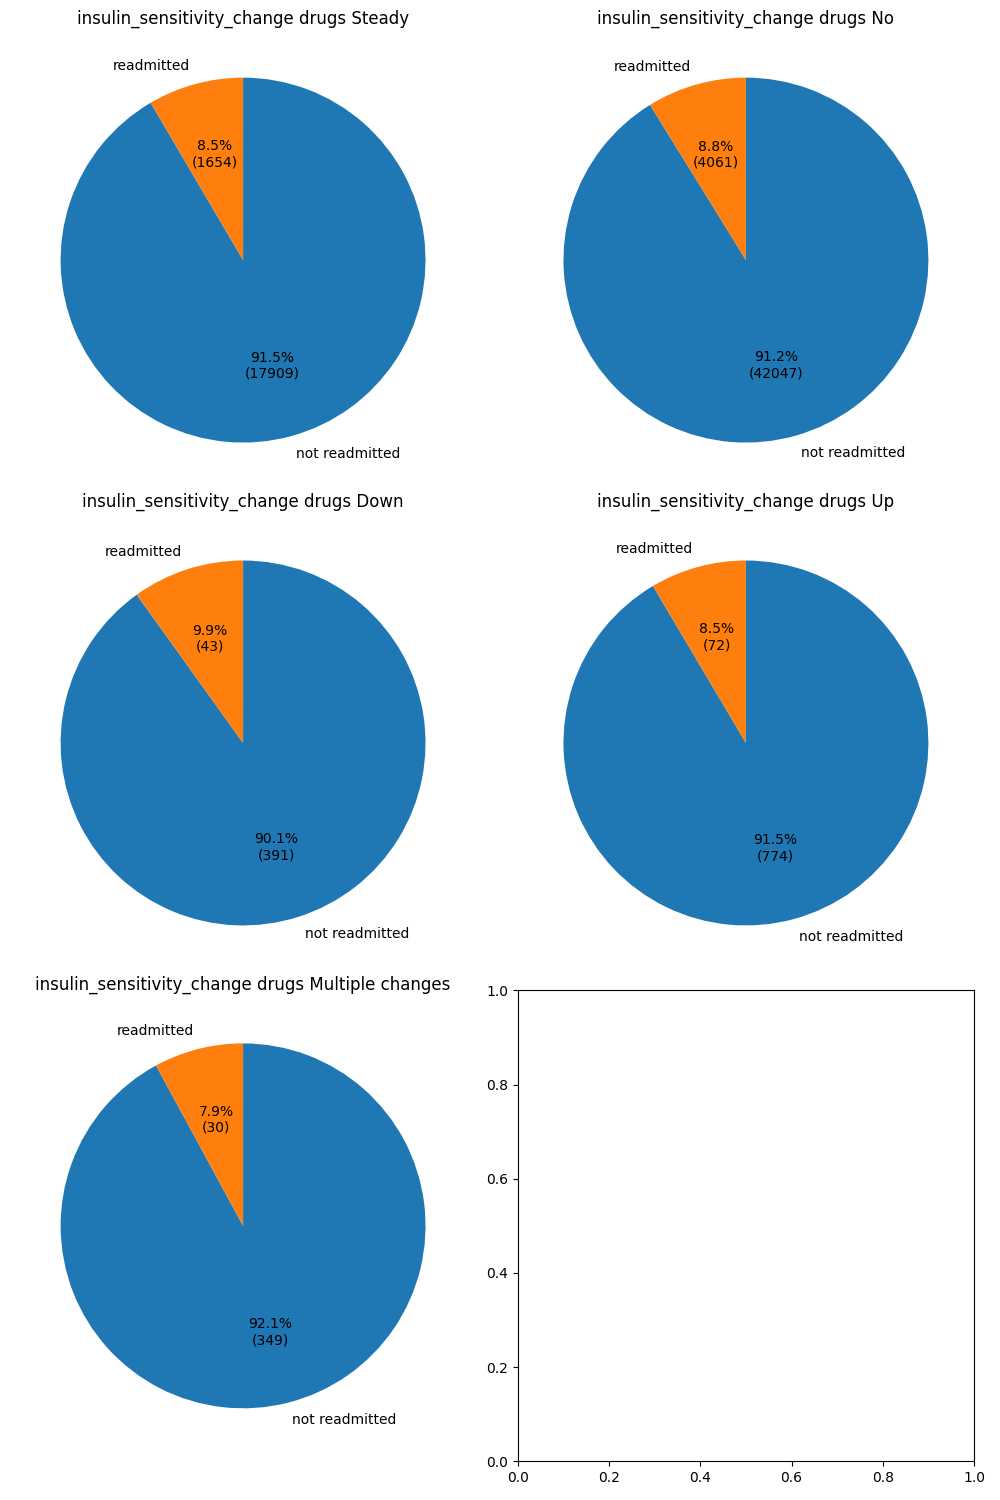 insulin_sensitivity_change drugs Steady
readmitted
8.5%
(1654)
91.5%
(17909)
not readmitted
insulin_sensitivity_change drugs No
readmitted
8.8%
(4061)
91.2%
(42047)
not readmitted
insulin_sensitivity_change drugs Down
readmitted
9.9%
(43)
90.1%
(391)
not readmitted
insulin_sensitivity_change drugs Up
readmitted
8.5%
(72)
91.5%
(774)
not readmitted
insulin_sensitivity_change drugs Multiple changes
readmitted
7.9%
(30)
92.1%
(349)
not readmitted
1.0
0.8
0.6
0.4
0.2
0.0
0.0 0.2 0.4 0.6 0.8 1.0